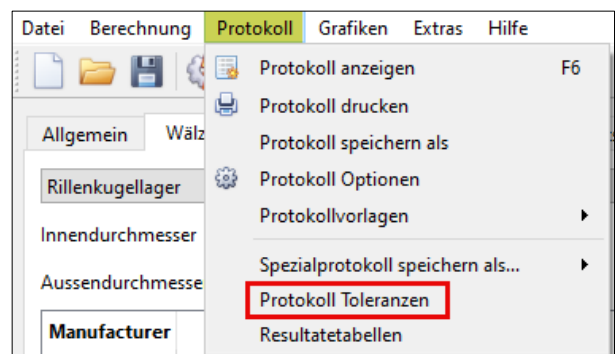 Datei Berechnung Protokoll Grafiken Extras Hilfe
Protokoll anzeigen F6
Protokoll drucken
Allgemein Wälz
Protokoll speichern als
Rillenkugellager
Protokoll Optionen
Protokollvorlagen
Innendurchmesser
Spezialprotokoll speichern als...
Aussendurchmesse
Protokoll Toleranzen
Manufacturer
Resultatetabellen